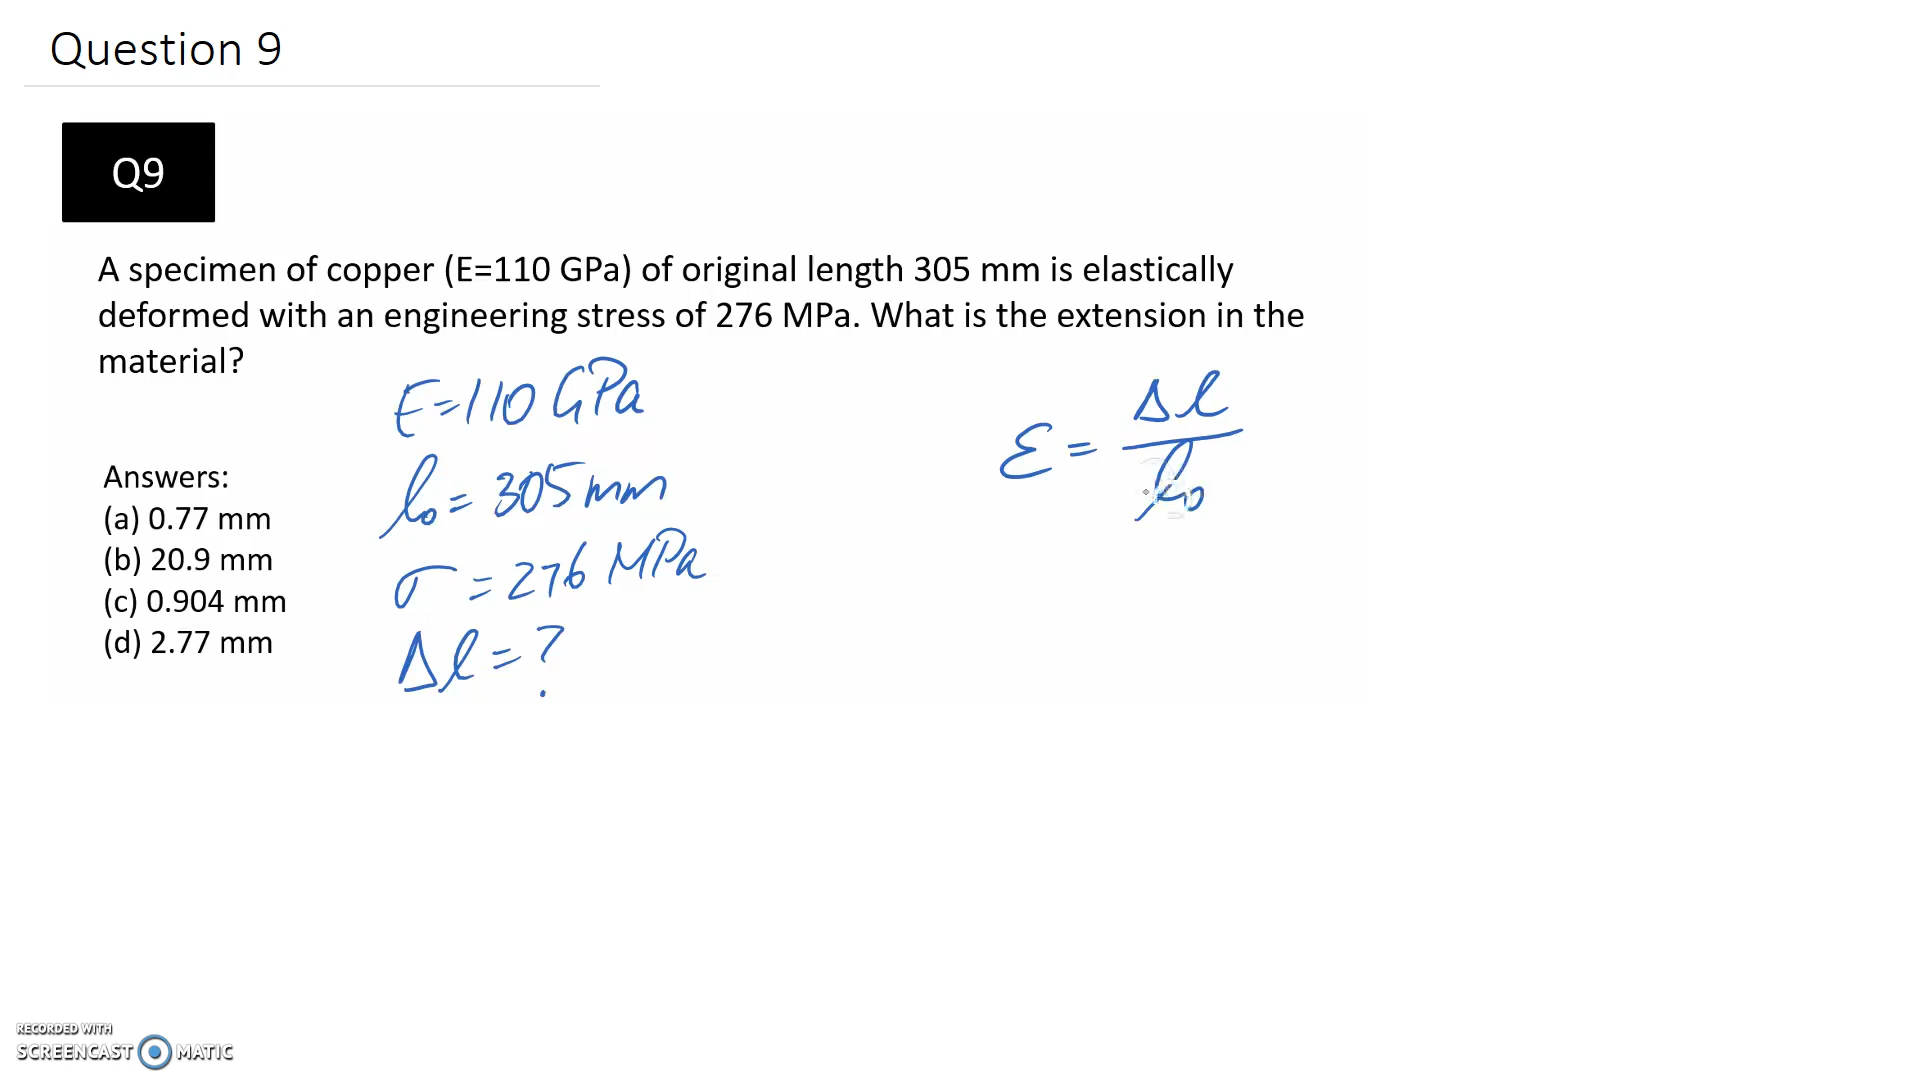 Question 9
Q9
A specimen of copper (E=110 GPa) of original length 305 mm is elastically
deformed with an engineering stress of 276 MPa. What is the extension in the
material?
E=110 GPa
l₀ = 305 mm
σ = 276 MPa
Δl = ?
ε = Δl / l₀
Answers:
(a) 0.77 mm
(b) 20.9 mm
(c) 0.904 mm
(d) 2.77 mm
RECORDED WITH
SCREENCAST MATIC